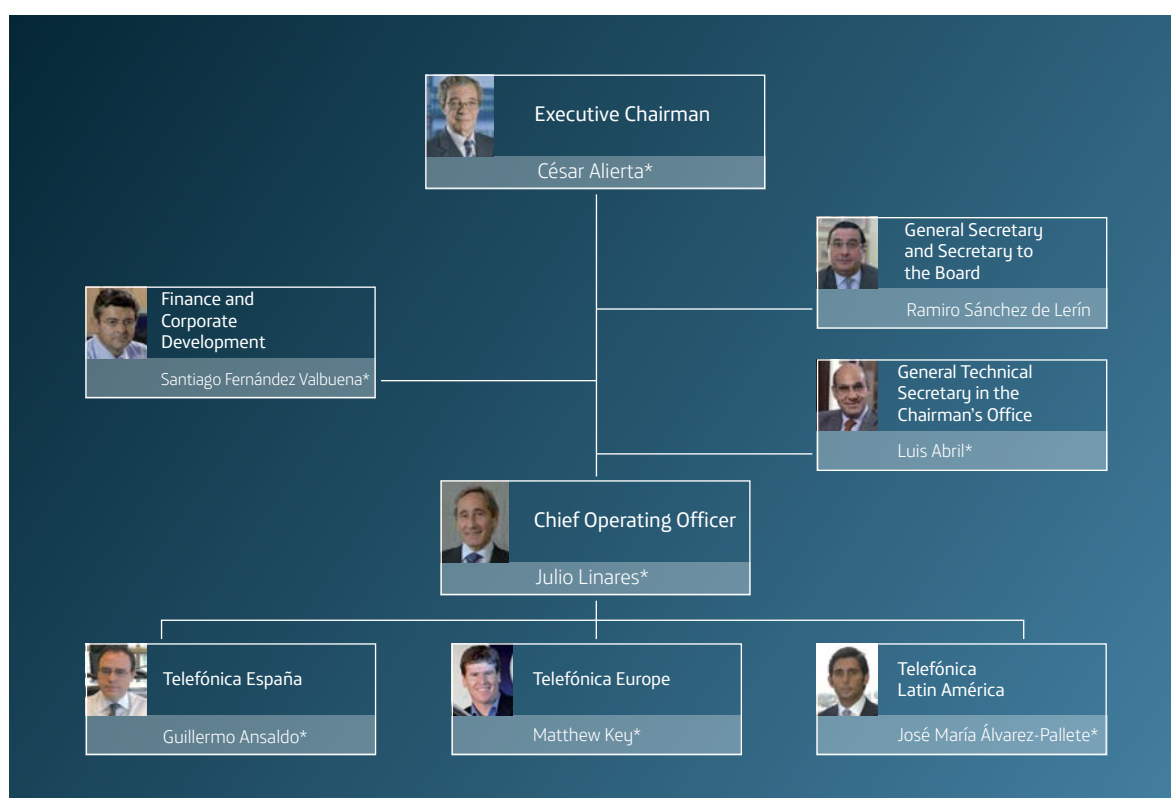 Executive Chairman
César Alierta*
General Secretary
and Secretary to
the Board
Ramiro Sánchez de Lerín
Finance and
Corporate
Development
Santiago Fernández Valbuena*
General Technical
Secretary in the
Chairman's Office
Luis Abril*
Chief Operating Officer
Julio Linares*
Telefónica España
Guillermo Ansaldo*
Telefónica Europe
Matthew Key*
Telefónica
Latin América
José María Álvarez-Pallete*